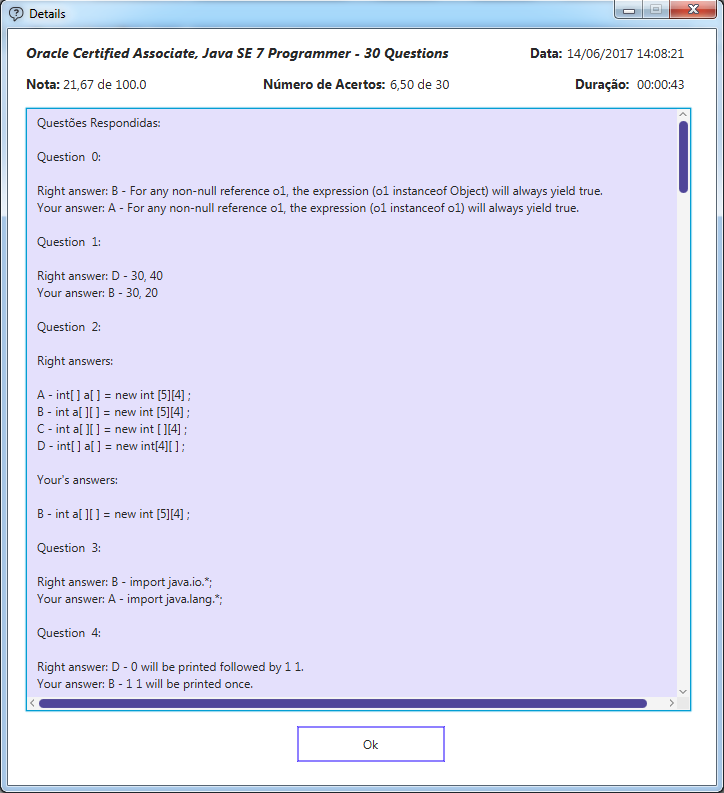 Details
Oracle Certified Associate, Java SE 7 Programmer - 30 Questions Data: 14/06/2017 14:08:21
Nota: 21,67 de 100.0 Número de Acertos: 6,50 de 30 Duração: 00:00:43
Questões Respondidas:
Question 0:
Right answer: B - For any non-null reference o1, the expression (o1 instanceof Object) will always yield true.
Your answer: A - For any non-null reference o1, the expression (o1 instanceof o1) will always yield true.
Question 1:
Right answer: D - 30, 40
Your answer: B - 30, 20
Question 2:
Right answers:
A - int[ ] a[ ] = new int [5][4] ;
B - int a[ ][ ] = new int [5][4] ;
C - int a[ ][ ] = new int [ ][4] ;
D - int[ ] a[ ] = new int[4][ ] ;
Your's answers:
B - int a[ ][ ] = new int [5][4] ;
Question 3:
Right answer: B - import java.io.*;
Your answer: A - import java.lang.*;
Question 4:
Right answer: D - 0 will be printed followed by 1 1.
Your answer: B - 1 1 will be printed once.
Ok